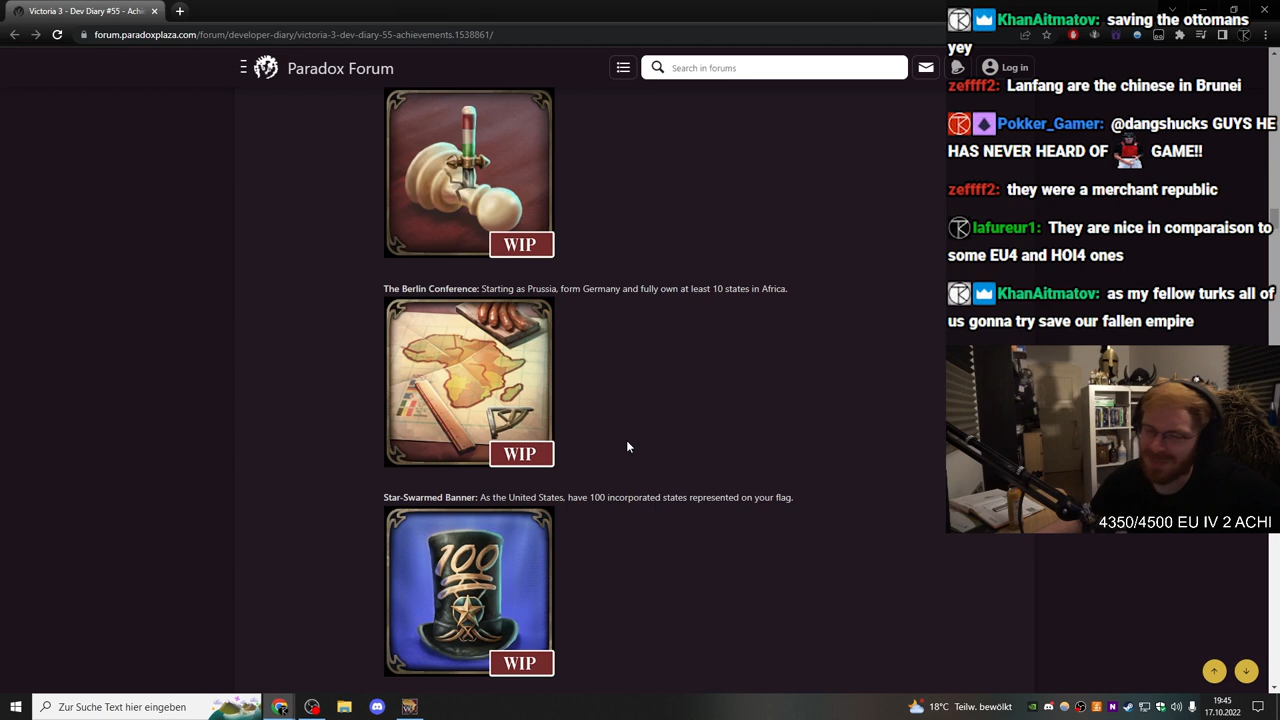 Victoria 3 - Dev Diary #55 - Achie
forum.paradoxplaza.com/forum/developer-diary/victoria-3-dev-diary-55-achievements.1538861/
Paradox Forum
Search in forums
Log in
WIP
The Berlin Conference: Starting as Prussia, form Germany and fully own at least 10 states in Africa.
WIP
Star-Swarmed Banner: As the United States, have 100 incorporated states represented on your flag.
100
WIP
KhanAitmatov: saving the ottomans
yey
zeffff2: Lanfang are the chinese in Brunei
Pokker_Gamer: @dangshucks GUYS HE
HAS NEVER HEARD OF GAME!!
zeffff2: they were a merchant republic
lafureur1: They are nice in comparaison to
some EU4 and HOI4 ones
KhanAitmatov: as my fellow turks all of
us gonna try save our fallen empire
4350/4500 EU IV 2 ACHI
Zur Suche Text hier eingeben
18°C Teilw. bewölkt
19:45
17.10.2022